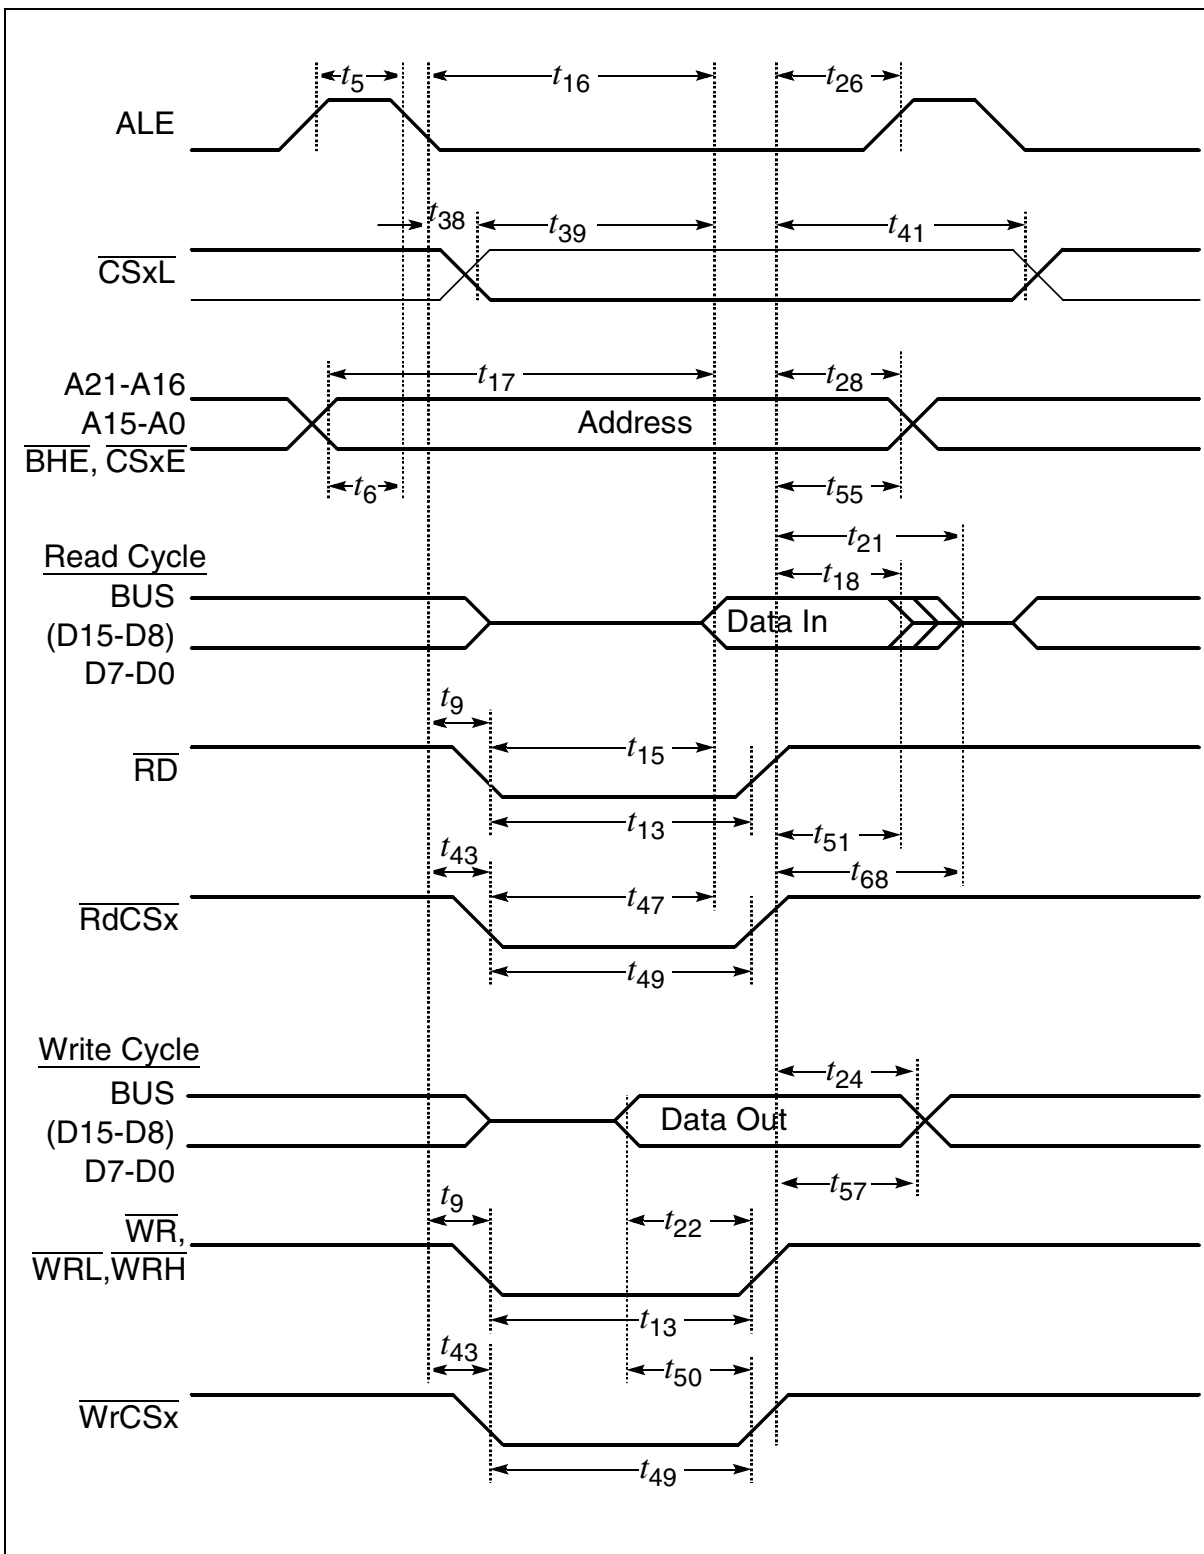 t5 t16 t26
ALE
t38 t39 t41
CSxL
A21-A16 t17 t28
A15-A0 Address
BHE, CSxE
t6 t55
t21
Read Cycle
t18
BUS
(D15-D8) Data In
D7-D0
t9
RD t15
t13 t51
t43 t68
RdCSx t47
t49
Write Cycle
t24
BUS
(D15-D8) Data Out
D7-D0
t57
t9 t22
WR,
WRL,WRH
t13
t43 t50
WrCSx
t49